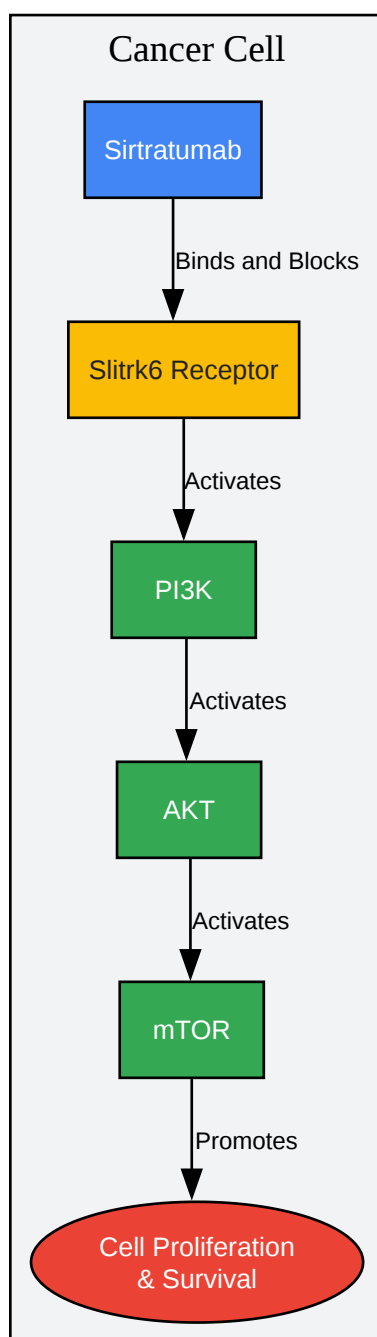 Cancer Cell
Sirtratumab
Binds and Blocks
Slitrk6 Receptor
Activates
PI3K
Activates
AKT
Activates
mTOR
Promotes
Cell Proliferation
& Survival